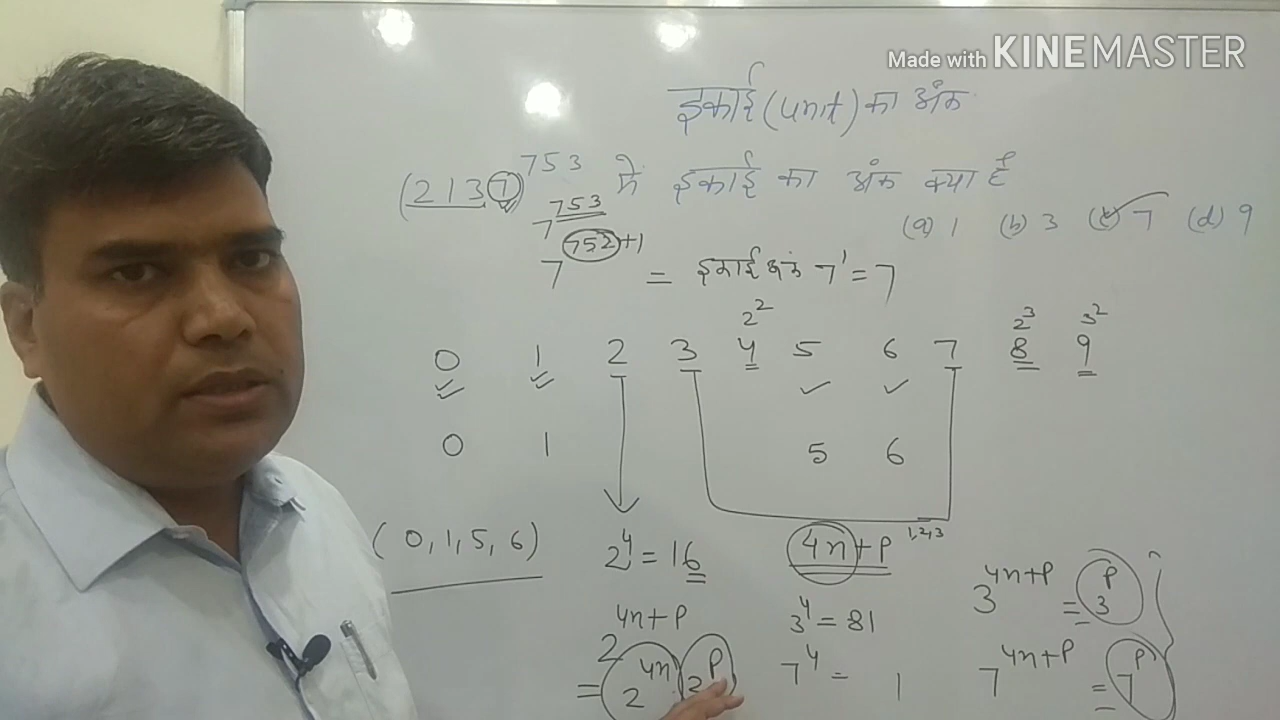 Made with KINEMASTER
इकाई (unit) का अंक
(2137)^753 में इकाई का अंक क्या है
7^753
(a) 1 (b) 3 (c) 7 (d) 9
7^752+1 = इकाई अंक 7^1 = 7
2^2 2^3 3^2
0 1 2 3 4 5 6 7 8 9
0 1 5 6
(0, 1, 5, 6) 2^4 = 16 4n + P 1,2,3
3^4n+P = 3^P
2^4n+P 3^4 = 81
= 2^4n 2^P 7^4 = 1 7^4n+P = 7^P